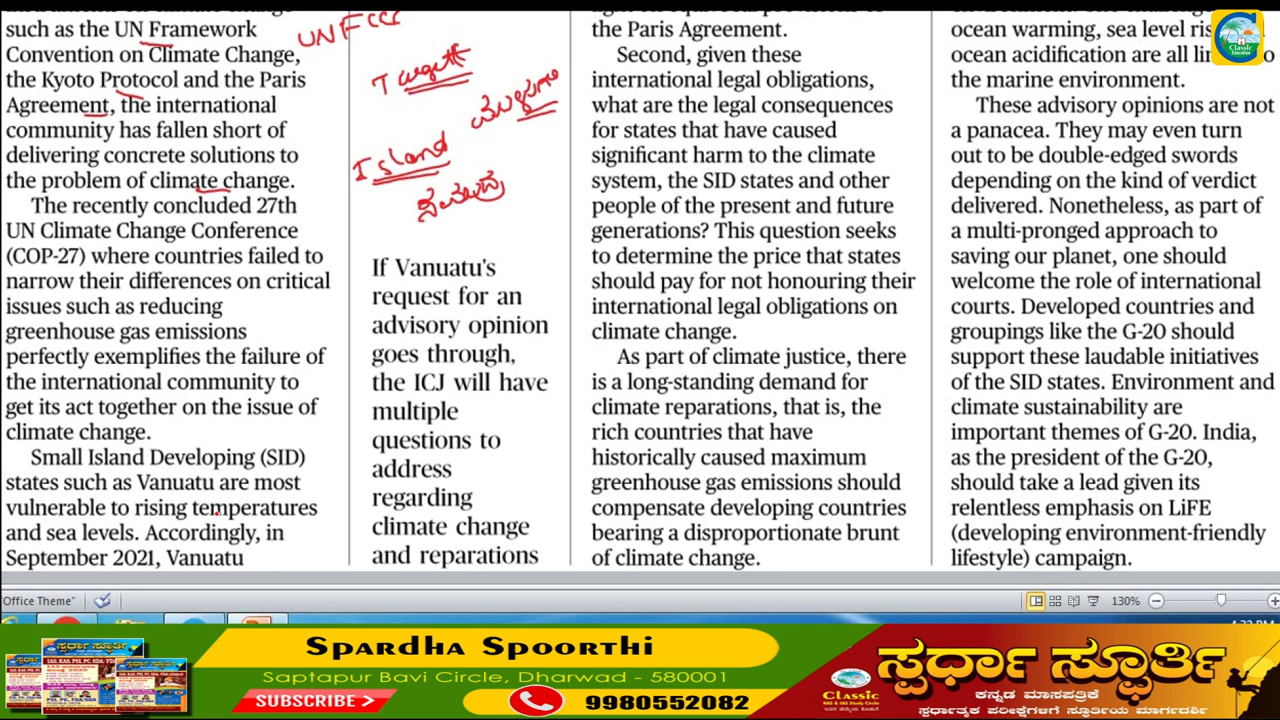 such as the UN Framework
Convention on Climate Change,
the Kyoto Protocol and the Paris
Agreement, the international
community has fallen short of
delivering concrete solutions to
the problem of climate change.
The recently concluded 27th
UN Climate Change Conference
(COP-27) where countries failed to
narrow their differences on critical
issues such as reducing
greenhouse gas emissions
perfectly exemplifies the failure of
the international community to
get its act together on the issue of
climate change.
Small Island Developing (SID)
states such as Vanuatu are most
vulnerable to rising temperatures
and sea levels. Accordingly, in
September 2021, Vanuatu
UNFCCC
Island
If Vanuatu's
request for an
advisory opinion
goes through,
the ICJ will have
multiple
questions to
address
regarding
climate change
and reparations
the Paris Agreement.
Second, given these
international legal obligations,
what are the legal consequences
for states that have caused
significant harm to the climate
system, the SID states and other
people of the present and future
generations? This question seeks
to determine the price that states
should pay for not honouring their
international legal obligations on
climate change.
As part of climate justice, there
is a long-standing demand for
climate reparations, that is, the
rich countries that have
historically caused maximum
greenhouse gas emissions should
compensate developing countries
bearing a disproportionate brunt
of climate change.
ocean warming, sea level
ocean acidification are all
the marine environment.
These advisory opinions are not
a panacea. They may even turn
out to be double-edged swords
depending on the kind of verdict
delivered. Nonetheless, as part of
a multi-pronged approach to
saving our planet, one should
welcome the role of international
courts. Developed countries and
groupings like the G-20 should
support these laudable initiatives
of the SID states. Environment and
climate sustainability are
important themes of G-20. India,
as the president of the G-20,
should take a lead given its
relentless emphasis on LiFE
(developing environment-friendly
lifestyle) campaign.
Classic
Education
Office Theme"
130%
Spardha Spoorthi
Saptapur Bavi Circle, Dharwad - 580001
SUBSCRIBE
9980552082
ಸ್ಪರ್ಧಾ ಸ್ಫೂರ್ತಿ
ಕನ್ನಡ ಮಾಸಪತ್ರಿಕೆ
ಸ್ಪರ್ಧಾತ್ಮಕ ಪರೀಕ್ಷೆಗಳಿಗೆ ಸ್ಫೂರ್ತಿಯ ಮಾರ್ಗದರ್ಶಿ
Classic
KAS & IAS Study Circle